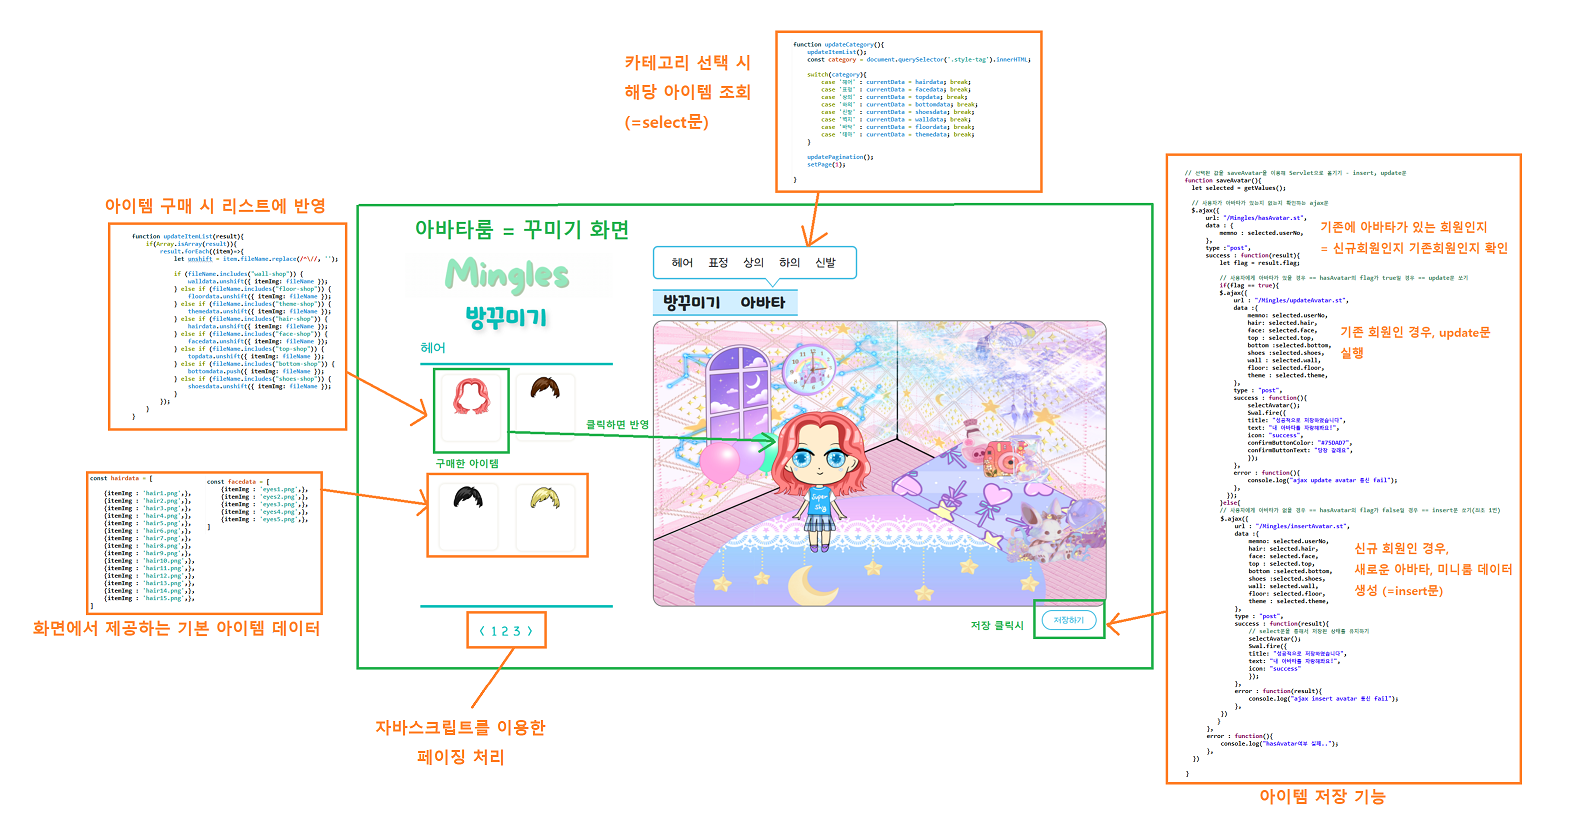 카테고리 선택 시
해당 아이템 조회
(=select문)
function updateCategory(){
updateItemList();
const category = document.querySelector('.style-tag').innerHTML;
switch(category){
case '헤어' : currentData = hairdata; break;
case '표정' : currentData = facedata; break;
case '상의' : currentData = topdata; break;
case '하의' : currentData = bottomdata; break;
case '신발' : currentData = shoesdata; break;
case '벽지' : currentData = walldata; break;
case '바닥' : currentData = floordata; break;
case '테마' : currentData = themedata; break;
}
updatePagination();
setPage(1);
}
아이템 구매 시 리스트에 반영
function updateItemList(result){
if(Array.isArray(result)){
result.forEach((item)=>{
let unshift = item.fileName.replace(/^\//, '');
if (fileName.includes("wall-shop")) {
walldata.unshift({ itemImg: fileName });
} else if (fileName.includes("floor-shop")) {
floordata.unshift({ itemImg: fileName });
} else if (fileName.includes("theme-shop")) {
themedata.unshift({ itemImg: fileName });
} else if (fileName.includes("hair-shop")) {
hairdata.unshift({ itemImg: fileName });
} else if (fileName.includes("face-shop")) {
facedata.unshift({ itemImg: fileName });
} else if (fileName.includes("top-shop")) {
topdata.unshift({ itemImg: fileName });
} else if (fileName.includes("bottom-shop")) {
bottomdata.push({ itemImg: fileName });
} else if (fileName.includes("shoes-shop")) {
shoesdata.unshift({ itemImg: fileName });
}
});
}
}
const hairdata = [
{itemImg : 'hair1.png',},
{itemImg : 'hair2.png',},
{itemImg : 'hair3.png',},
{itemImg : 'hair4.png',},
{itemImg : 'hair5.png',},
{itemImg : 'hair6.png',},
{itemImg : 'hair7.png',},
{itemImg : 'hair8.png',},
{itemImg : 'hair9.png',},
{itemImg : 'hair10.png',},
{itemImg : 'hair11.png',},
{itemImg : 'hair12.png',},
{itemImg : 'hair13.png',},
{itemImg : 'hair14.png',},
{itemImg : 'hair15.png',},
]
const facedata = [
{itemImg : 'eyes1.png',},
{itemImg : 'eyes2.png',},
{itemImg : 'eyes3.png',},
{itemImg : 'eyes4.png',},
{itemImg : 'eyes5.png',},
]
화면에서 제공하는 기본 아이템 데이터
아바타룸 = 꾸미기 화면
Mingles
방꾸미기
헤어
클릭하면 반영
구매한 아이템
〈 1 2 3 〉
자바스크립트를 이용한
페이징 처리
헤어 표정 상의 하의 신발
방꾸미기 아바타
Super
저장 클릭시
저장하기
// 선택된 값을 saveAvatar을 이용해 Servlet으로 옮기기 - insert, update문
function saveAvatar(){
let selected = getValues();
// 사용자가 아바타가 있는지 없는지 확인하는 ajax문
$.ajax({
url: "/Mingles/hasAvatar.st",
data : {
memno : selected.userNo,
},
type :"post",
success : function(result){
let flag = result.flag;
// 사용자에게 아바타가 있을 경우 == hasAvatar의 flag가 true일 경우 == update문 쓰기
if(flag == true){
$.ajax({
url : "/Mingles/updateAvatar.st",
data :{
memno: selected.userNo,
hair: selected.hair,
face: selected.face,
top : selected.top,
bottom :selected.bottom,
shoes :selected.shoes,
wall : selected.wall,
floor: selected.floor,
theme : selected.theme,
},
type : "post",
success : function(){
selectAvatar();
Swal.fire({
title: "성공적으로 저장하였습니다",
text: "내 아바타를 자랑해봐요!",
icon: "success",
confirmButtonColor: "#75DAD7",
confirmButtonText: "당장 갈래요",
});
},
error : function(){
console.log("ajax update avatar 통신 fail");
},
});
}else{
// 사용자에게 아바타가 없을 경우 == hasAvatar의 flag가 false일 경우 == insert문 쓰기(최초 1번)
$.ajax({
url : "/Mingles/insertAvatar.st",
data :{
memno: selected.userNo,
hair: selected.hair,
face: selected.face,
top : selected.top,
bottom :selected.bottom,
shoes :selected.shoes,
wall: selected.wall,
floor: selected.floor,
theme : selected.theme,
},
type : "post",
success : function(result){
// select문을 통해서 저장된 상태를 유지하기
selectAvatar();
Swal.fire({
title: "성공적으로 저장하였습니다",
text: "내 아바타를 자랑해봐요!",
icon: "success"
});
},
error : function(result){
console.log("ajax insert avatar 통신 fail");
},
})
}
},
error : function(){
console.log("hasAvatar여부 실패..");
},
})
}
기존에 아바타가 있는 회원인지
= 신규회원인지 기존회원인지 확인
기존 회원인 경우, update문
실행
신규 회원인 경우,
새로운 아바타, 미니룸 데이터
생성 (=insert문)
아이템 저장 기능